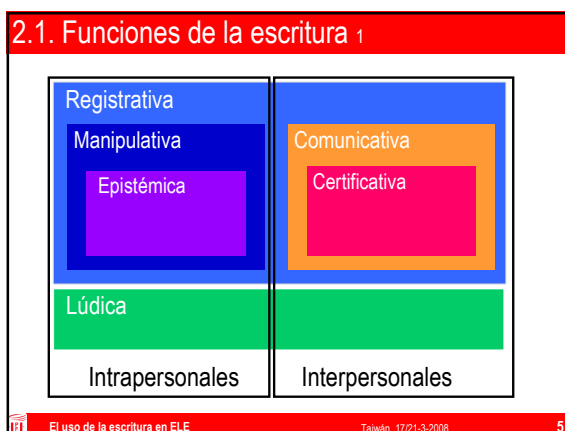 2.1. Funciones de la escritura 1
Registrativa
Manipulativa
Comunicativa
Epistémica
Certificativa
Lúdica
Intrapersonales
Interpersonales
El uso de la escritura en ELE
Taiwán, 17/21-3-2008
5